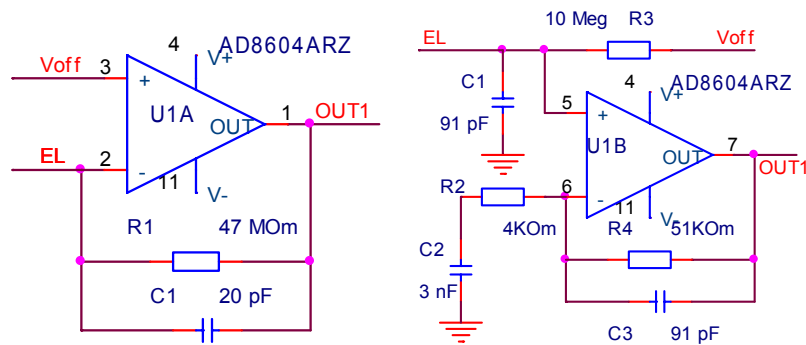 4 V+ AD8604ARZ
Voff 3 +
U1A
OUT 1 OUT1
EL 2 -
11 V-
R1 47 MOm
C1 20 pF
10 Meg R3
EL Voff
C1
91 pF
4 V+ AD8604ARZ
5 +
U1B
OUT 7 OUT1
R2 6 -
11 V-
4KOm R4 51KOm
C2
3 nF
C3 91 pF